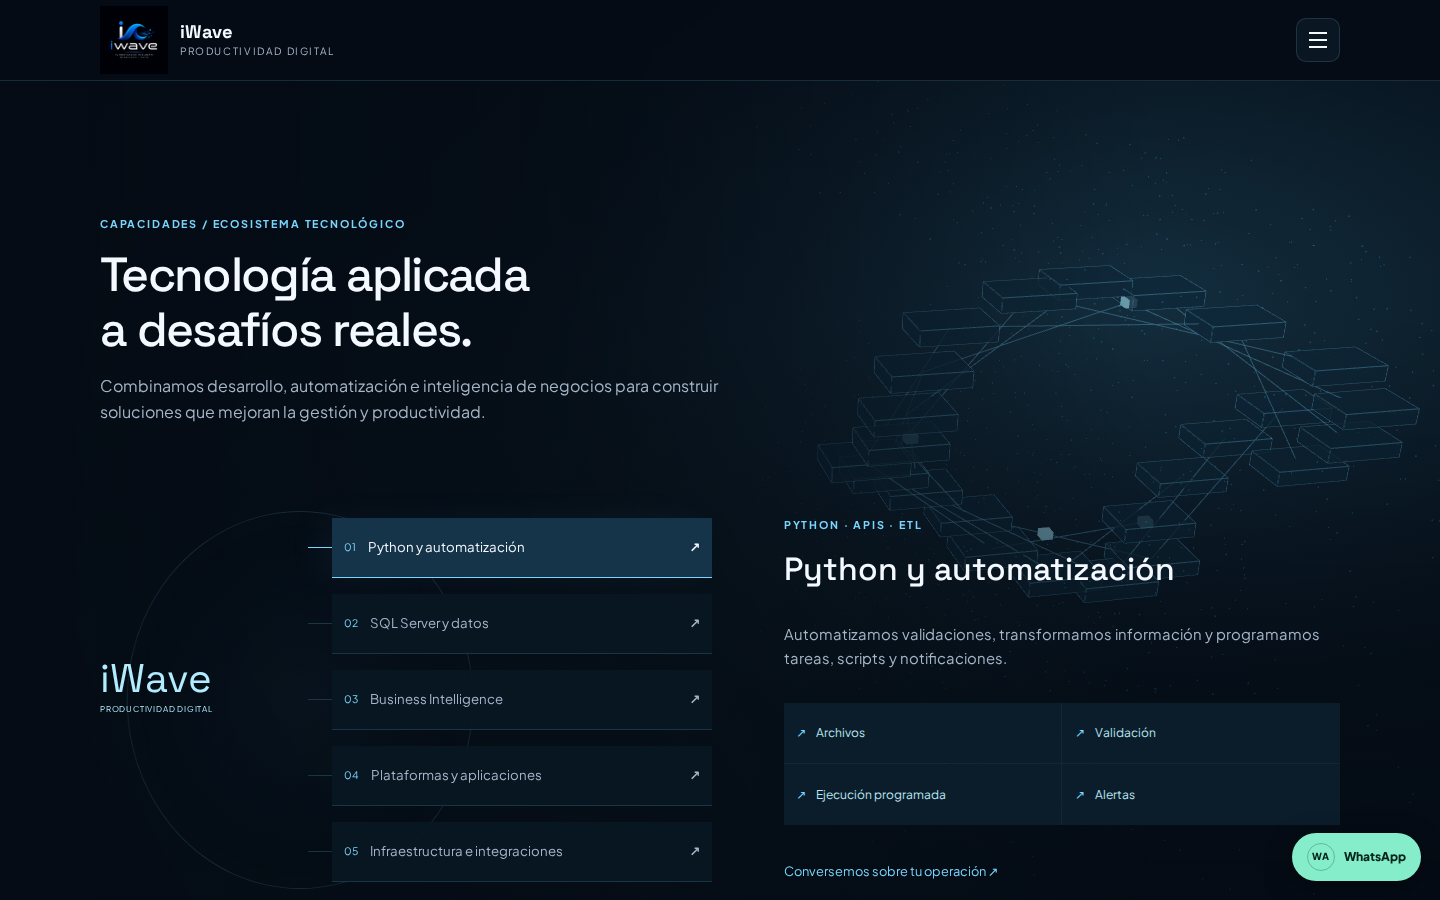 iwave
iWave
PRODUCTIVIDAD DIGITAL
CAPACIDADES / ECOSISTEMA TECNOLÓGICO
Tecnología aplicada
a desafíos reales.
Combinamos desarrollo, automatización e inteligencia de negocios para construir
soluciones que mejoran la gestión y productividad.
iWave
PRODUCTIVIDAD DIGITAL
01 Python y automatización ↗
02 SQL Server y datos ↗
03 Business Intelligence ↗
04 Plataformas y aplicaciones ↗
05 Infraestructura e integraciones ↗
PYTHON · APIS · ETL
Python y automatización
Automatizamos validaciones, transformamos información y programamos
tareas, scripts y notificaciones.
↗ Archivos
↗ Validación
↗ Ejecución programada
↗ Alertas
Conversemos sobre tu operación ↗
WA WhatsApp